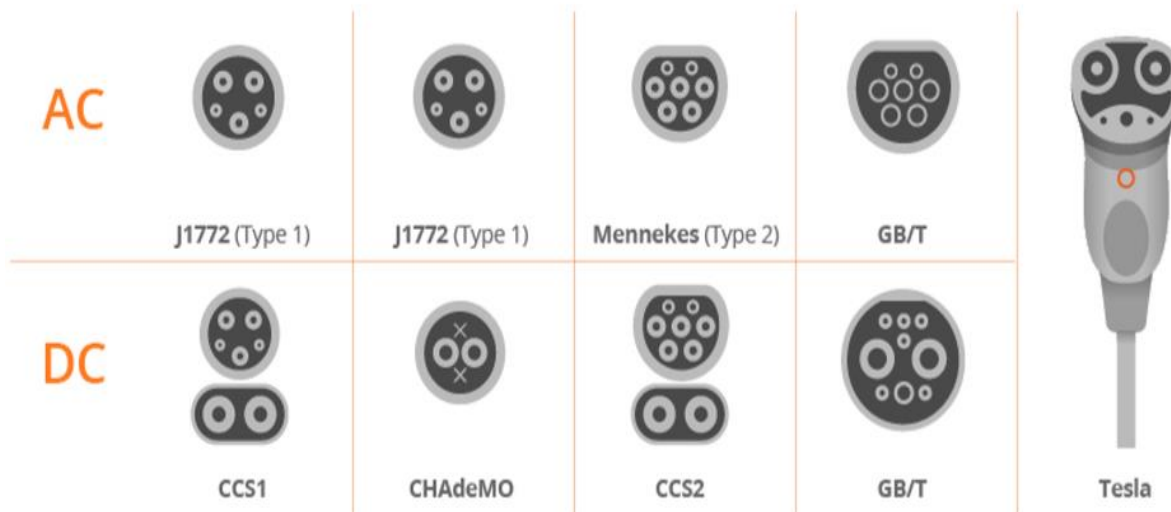 AC
J1772 (Type 1)
J1772 (Type 1)
Mennekes (Type 2)
GB/T
DC
CCS1
CHAdeMO
CCS2
GB/T
Tesla